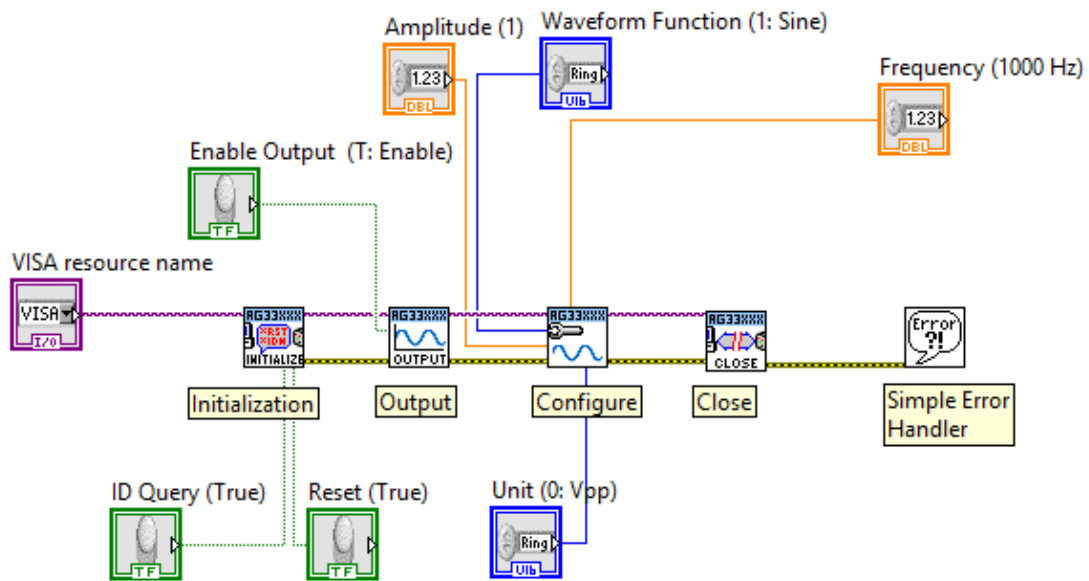 Amplitude (1)
Waveform Function (1: Sine)
1.23
DBL
Ring
U16
Frequency (1000 Hz)
1.23
DBL
Enable Output (T: Enable)
TF
VISA resource name
VISA
I/O
AG33XXX
*RST
*IDN
INITIALIZE
AG33XXX
OUTPUT
AG33XXX
AG33XXX
CLOSE
Error
?!
Initialization
Output
Configure
Close
Simple Error
Handler
ID Query (True)
TF
Reset (True)
TF
Unit (0: Vpp)
Ring
U16